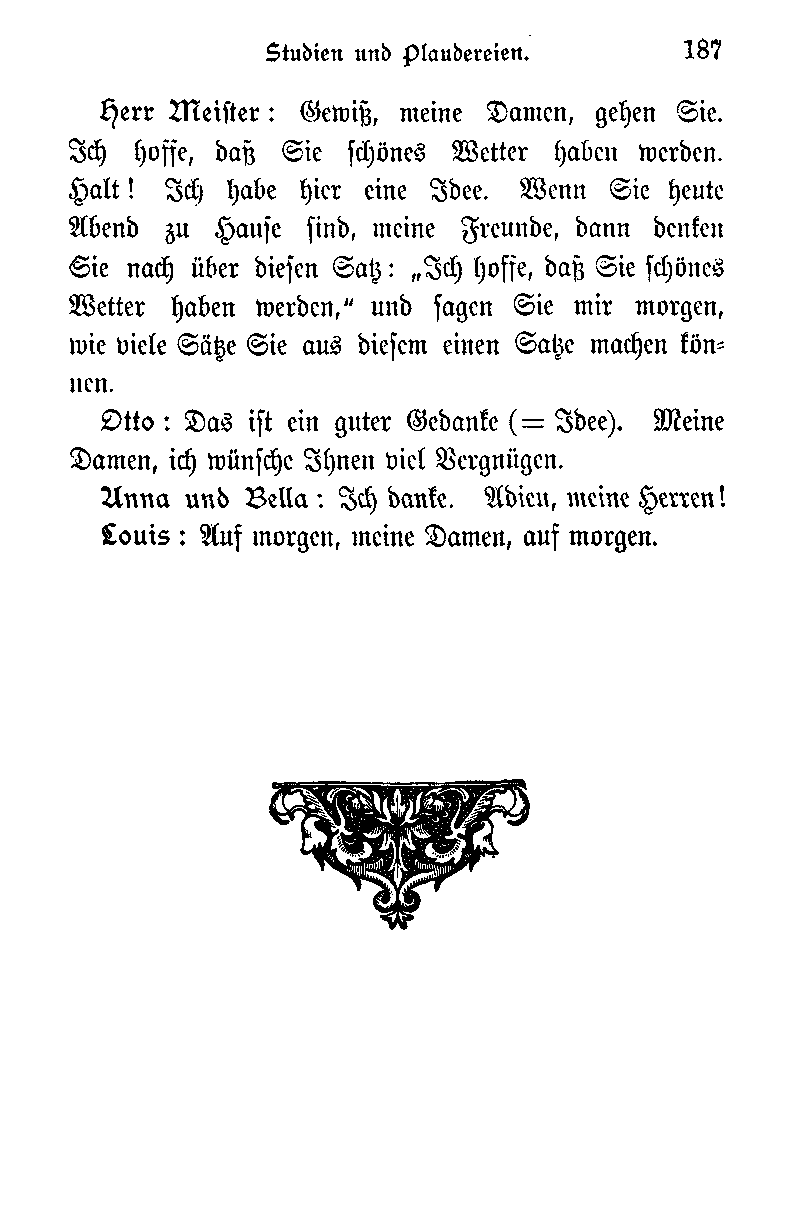 Studien und Plaudereien. 187
Herr Meister: Gewiß, meine Damen, gehen Sie.
Ich hoffe, daß Sie schönes Wetter haben werden.
Halt! Ich habe hier eine Idee. Wenn Sie heute
Abend zu Hause sind, meine Freunde, dann denken
Sie nach über diesen Satz: „Ich hoffe, daß Sie schönes
Wetter haben werden,“ und sagen Sie mir morgen,
wie viele Sätze Sie aus diesem einen Satze machen kön-
nen.
Otto: Das ist ein guter Gedanke (= Idee). Meine
Damen, ich wünsche Ihnen viel Vergnügen.
Anna und Bella: Ich danke. Adieu, meine Herren!
Louis: Auf morgen, meine Damen, auf morgen.